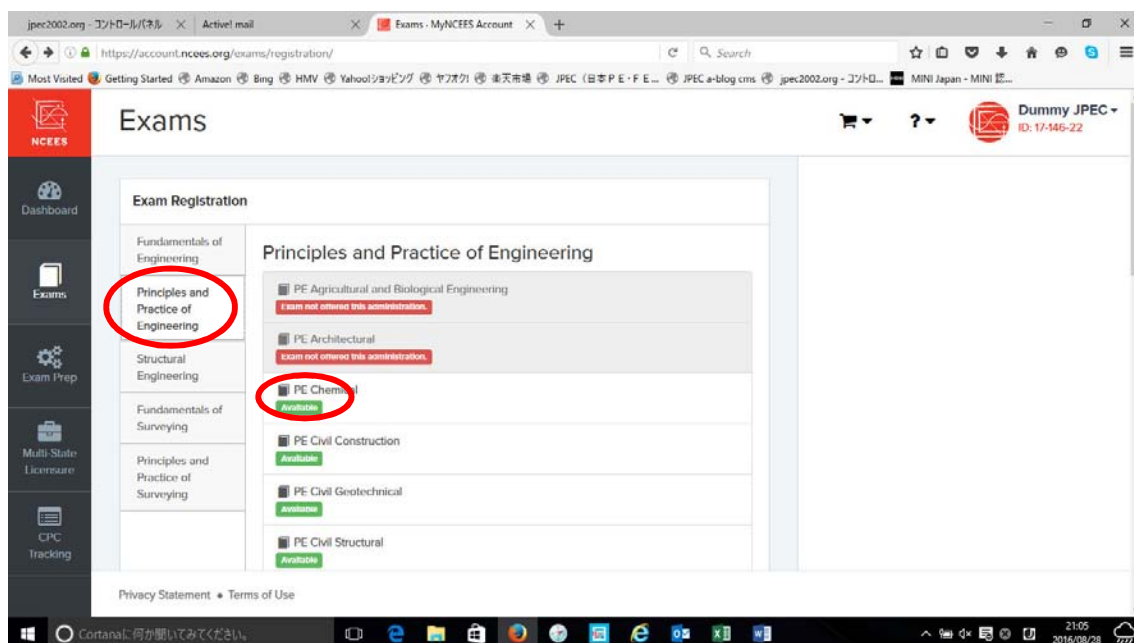 jpec2002.org - コントロールパネル
Active! mail
Exams - MyNCEES Account
https://account.ncees.org/exams/registration/
Search
Most Visited
Getting Started
Amazon
Bing
HMV
Yahoo!ショッピング
ヤフオク!
楽天市場
JPEC (日本ＰＥ・ＦＥ...
JPEC a-blog cms
jpec2002.org - コントロ...
MINI Japan - MINI 認...
NCEES
Exams
?
Dummy JPEC
ID: 17-146-22
Dashboard
Exams
Exam Prep
Multi-State
Licensure
CPC
Tracking
Exam Registration
Fundamentals of
Engineering
Principles and
Practice of
Engineering
Structural
Engineering
Fundamentals of
Surveying
Principles and
Practice of
Surveying
Principles and Practice of Engineering
PE Agricultural and Biological Engineering
Exam not offered this administration.
PE Architectural
Exam not offered this administration.
PE Chemical
Available
PE Civil Construction
Available
PE Civil Geotechnical
Available
PE Civil Structural
Available
Privacy Statement • Terms of Use
Cortanaに何か聞いてみてください。
21:05
2016/08/28